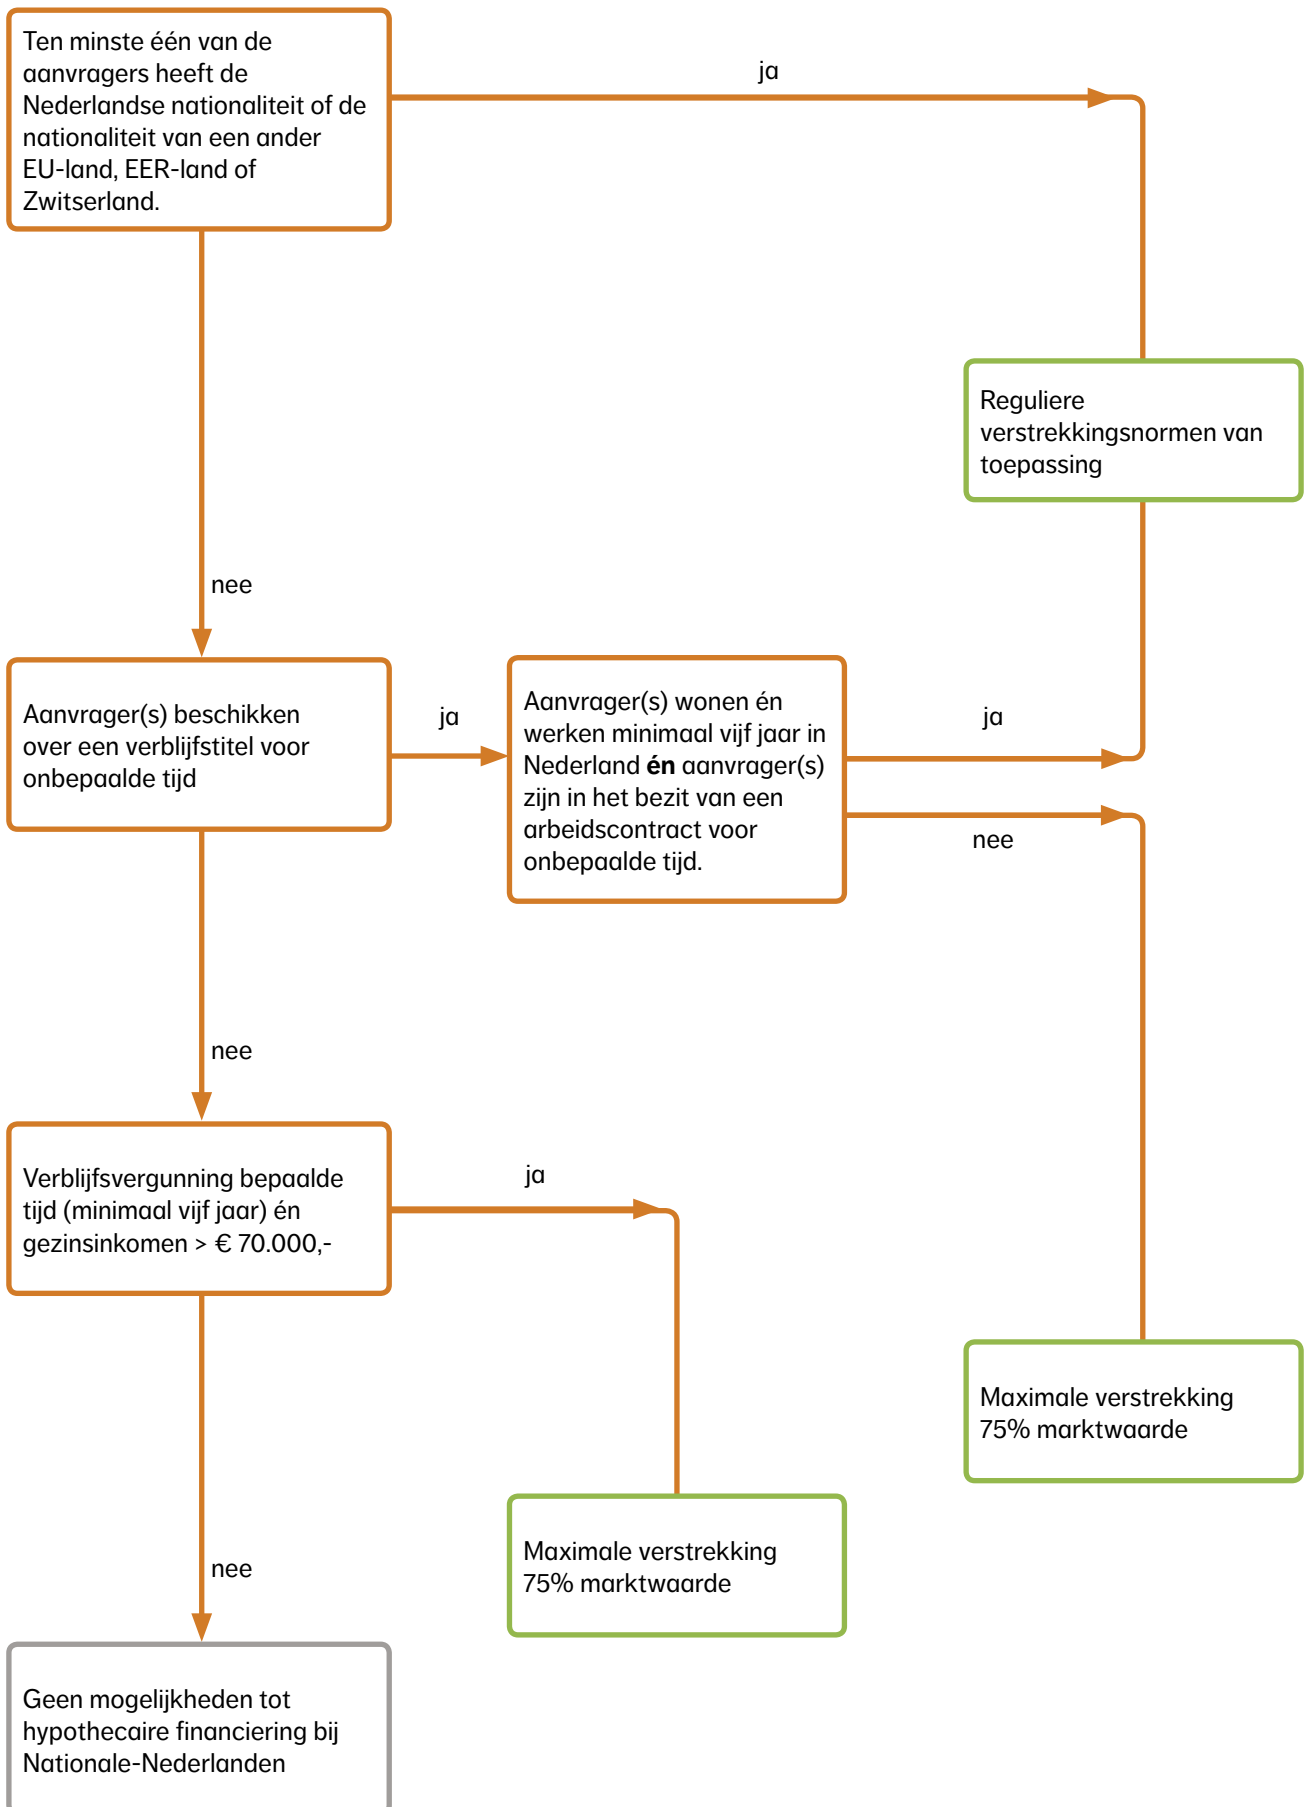 Ten minste één van de
aanvragers heeft de
Nederlandse nationaliteit of de
nationaliteit van een ander
EU-land, EER-land of
Zwitserland.
ja
Reguliere
verstrekkingsnormen van
toepassing
nee
Aanvrager(s) beschikken
over een verblijfstitel voor
onbepaalde tijd
ja
Aanvrager(s) wonen én
werken minimaal vijf jaar in
Nederland én aanvrager(s)
zijn in het bezit van een
arbeidscontract voor
onbepaalde tijd.
ja
nee
nee
Verblijfsvergunning bepaalde
tijd (minimaal vijf jaar) én
gezinsinkomen > € 70.000,-
ja
Maximale verstrekking
75% marktwaarde
Maximale verstrekking
75% marktwaarde
nee
Geen mogelijkheden tot
hypothecaire financiering bij
Nationale-Nederlanden